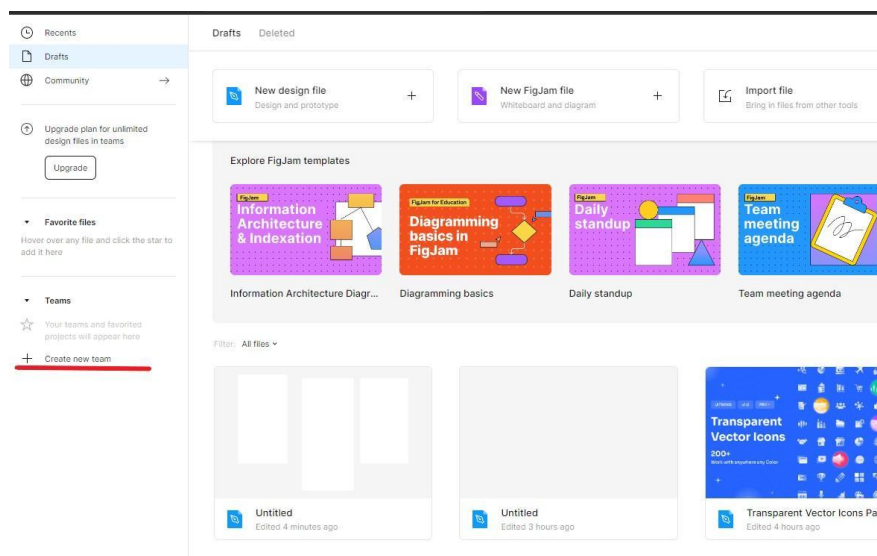 Recents
Drafts
Community
Upgrade plan for unlimited
design files in teams
Upgrade
Favorite files
Hover over any file and click the star to
add it here
Teams
Your teams and favorited
projects will appear here
Create new team
Drafts Deleted
New design file
Design and prototype
New FigJam file
Whiteboard and diagram
Import file
Bring in files from other tools
Explore FigJam templates
FigJam
Information
Architecture
& Indexation
Information Architecture Diagr...
FigJam for Education
Diagramming
basics in
FigJam
Diagramming basics
FigJam
Daily
standup
Daily standup
FigJam
Team
meeting
agenda
Team meeting agenda
Filter: All files
Untitled
Edited 4 minutes ago
Untitled
Edited 3 hours ago
Transparent
Vector Icons
200+
Work with anywhere any Color
Transparent Vector Icons Pa
Edited 4 hours ago